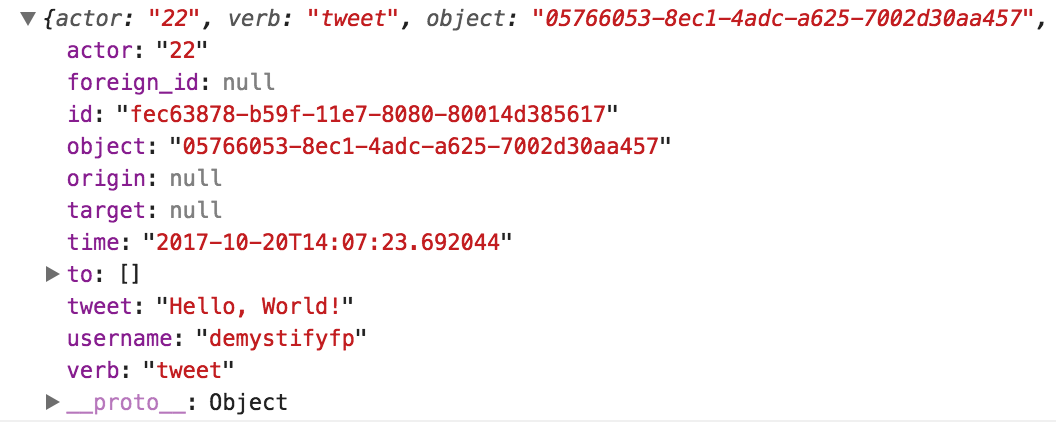 ▼{actor: "22", verb: "tweet", object: "05766053-8ec1-4adc-a625-7002d30aa457",
actor: "22"
foreign_id: null
id: "fec63878-b59f-11e7-8080-80014d385617"
object: "05766053-8ec1-4adc-a625-7002d30aa457"
origin: null
target: null
time: "2017-10-20T14:07:23.692044"
▶to: []
tweet: "Hello, World!"
username: "demystifyfp"
verb: "tweet"
▶__proto__: Object